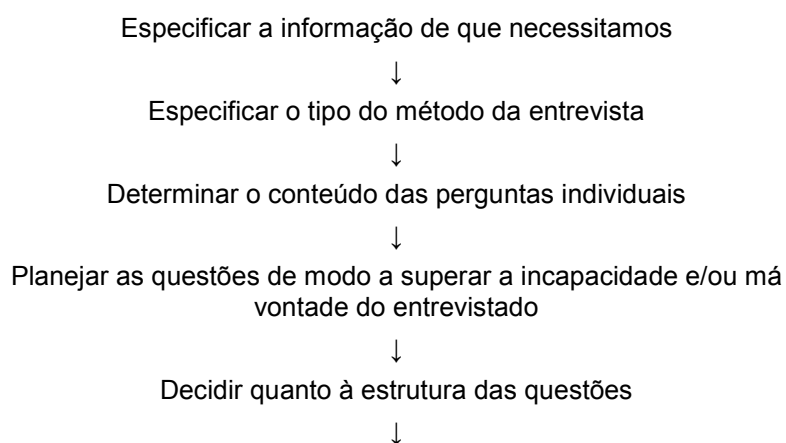 Especificar a informação de que necessitamos
↓
Especificar o tipo do método da entrevista
↓
Determinar o conteúdo das perguntas individuais
↓
Planejar as questões de modo a superar a incapacidade e/ou má
vontade do entrevistado
↓
Decidir quanto à estrutura das questões
↓